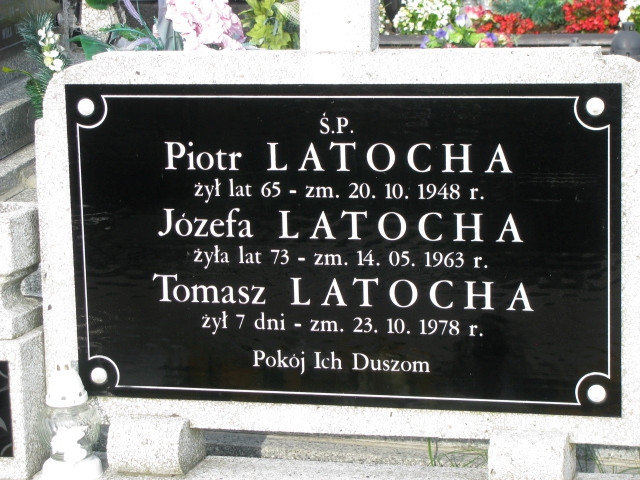 Ś.P.
Piotr LATOCHA
żył lat 65 - zm. 20. 10. 1948 r.
Józefa LATOCHA
żyła lat 73 - zm. 14. 05. 1963 r.
Tomasz LATOCHA
żył 7 dni - zm. 23. 10. 1978 r.
Pokój Ich Duszom